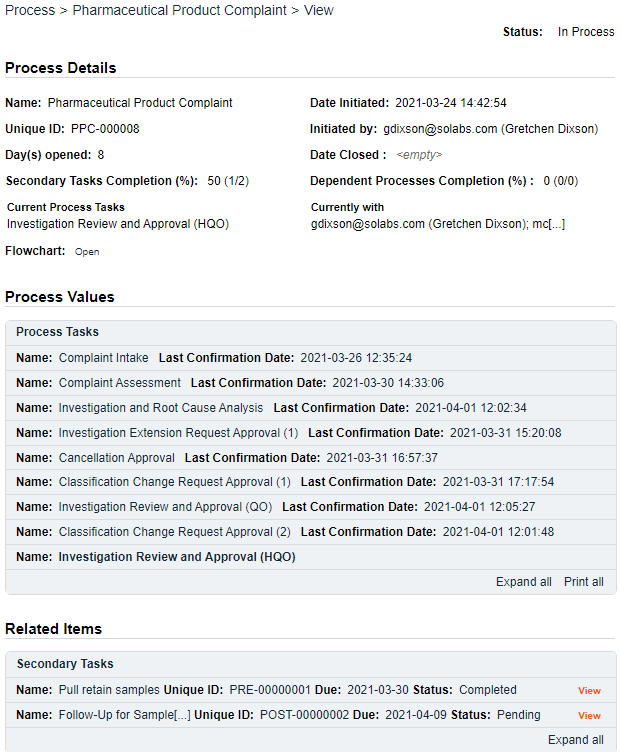 Process > Pharmaceutical Product Complaint > View
Status: In Process
Process Details
Name: Pharmaceutical Product Complaint Date Initiated: 2021-03-24 14:42:54
Unique ID: PPC-000008 Initiated by: gdixson@solabs.com (Gretchen Dixson)
Day(s) opened: 8 Date Closed : <empty>
Secondary Tasks Completion (%): 50 (1/2) Dependent Processes Completion (%) : 0 (0/0)
Current Process Tasks Currently with
Investigation Review and Approval (HQO) gdixson@solabs.com (Gretchen Dixson); mc[...]
Flowchart: Open
Process Values
Process Tasks
Name: Complaint Intake Last Confirmation Date: 2021-03-26 12:35:24
Name: Complaint Assessment Last Confirmation Date: 2021-03-30 14:33:06
Name: Investigation and Root Cause Analysis Last Confirmation Date: 2021-04-01 12:02:34
Name: Investigation Extension Request Approval (1) Last Confirmation Date: 2021-03-31 15:20:08
Name: Cancellation Approval Last Confirmation Date: 2021-03-31 16:57:37
Name: Classification Change Request Approval (1) Last Confirmation Date: 2021-03-31 17:17:54
Name: Investigation Review and Approval (QO) Last Confirmation Date: 2021-04-01 12:05:27
Name: Classification Change Request Approval (2) Last Confirmation Date: 2021-04-01 12:01:48
Name: Investigation Review and Approval (HQO)
Expand all Print all
Related Items
Secondary Tasks
Name: Pull retain samples Unique ID: PRE-00000001 Due: 2021-03-30 Status: Completed View
Name: Follow-Up for Sample[...] Unique ID: POST-00000002 Due: 2021-04-09 Status: Pending View
Expand all